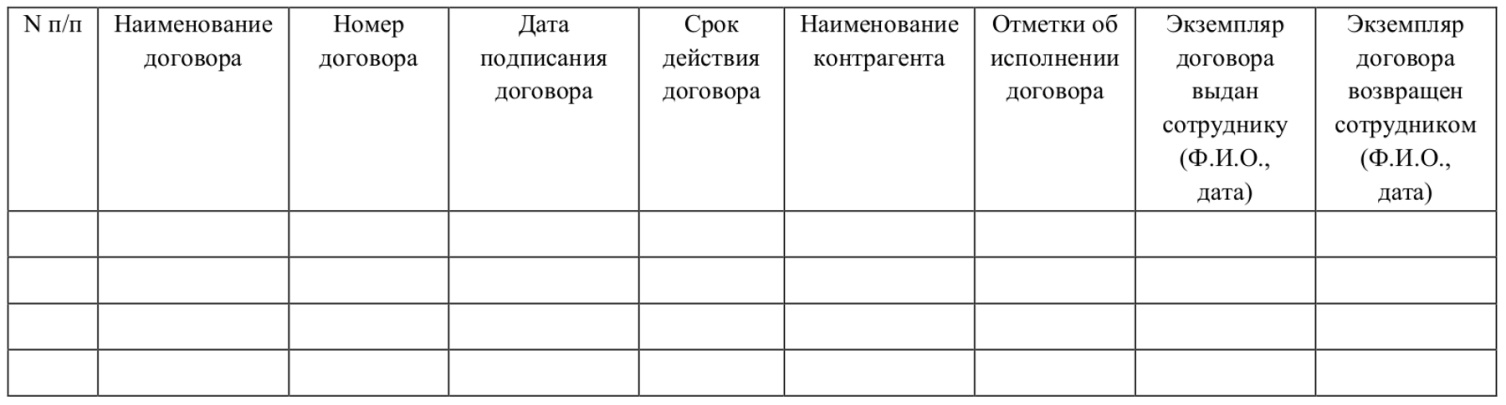 N п/п
Наименование
договора
Номер
договора
Дата
подписания
договора
Срок
действия
договора
Наименование
контрагента
Отметки об
исполнении
договора
Экземпляр
договора
выдан
сотруднику
(Ф.И.О.,
дата)
Экземпляр
договора
возвращен
сотрудником
(Ф.И.О.,
дата)